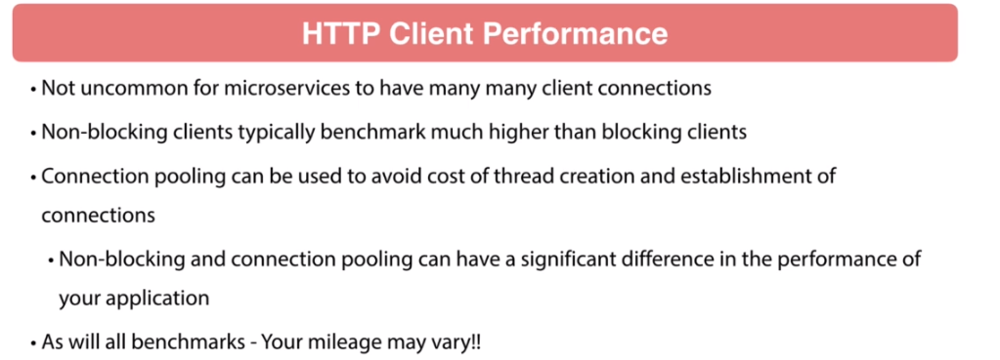 HTTP Client Performance
• Not uncommon for microservices to have many many client connections
• Non-blocking clients typically benchmark much higher than blocking clients
• Connection pooling can be used to avoid cost of thread creation and establishment of
connections
• Non-blocking and connection pooling can have a significant difference in the performance of
your application
• As will all benchmarks - Your mileage may vary!!